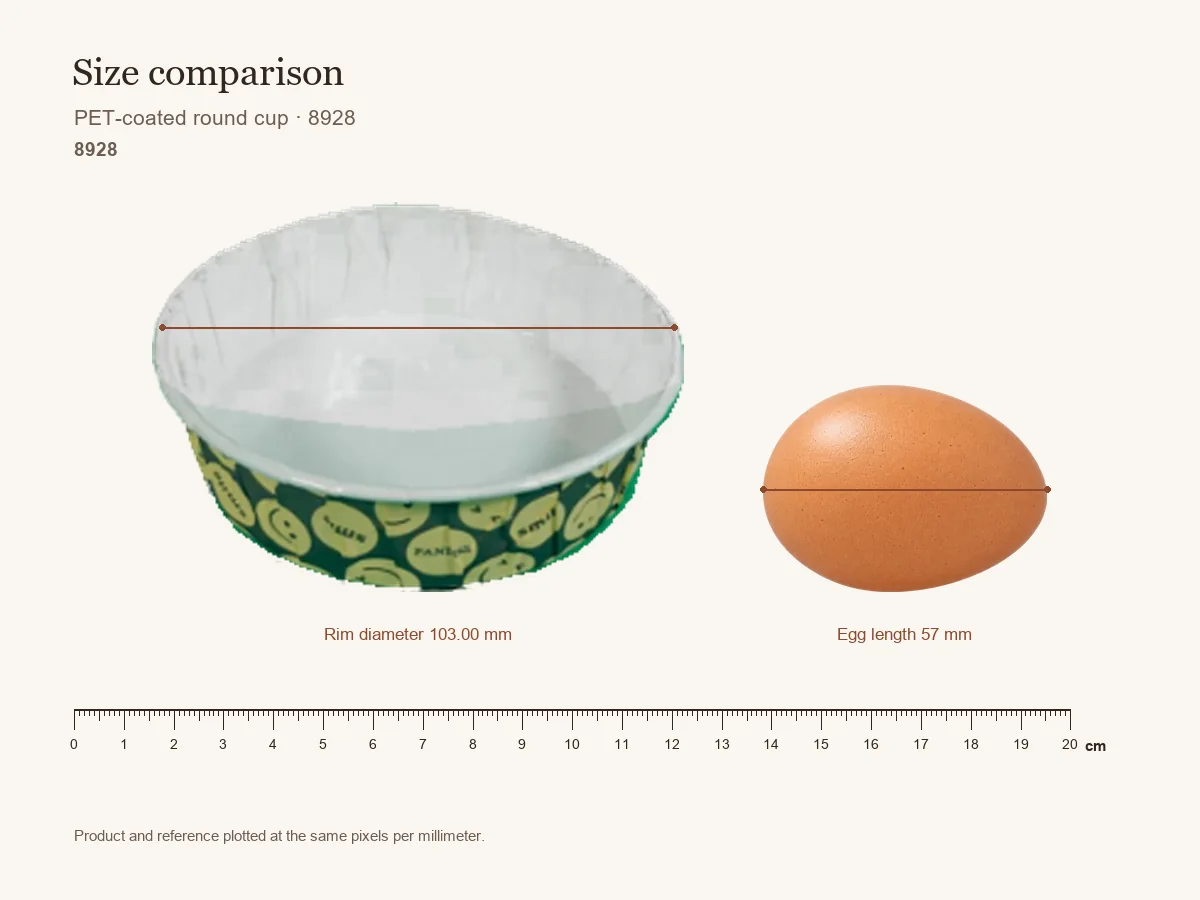 Size comparison
PET-coated round cup · 8928
8928
Rim diameter 103.00 mm
Egg length 57 mm
0 1 2 3 4 5 6 7 8 9 10 11 12 13 14 15 16 17 18 19 20 cm
Product and reference plotted at the same pixels per millimeter.